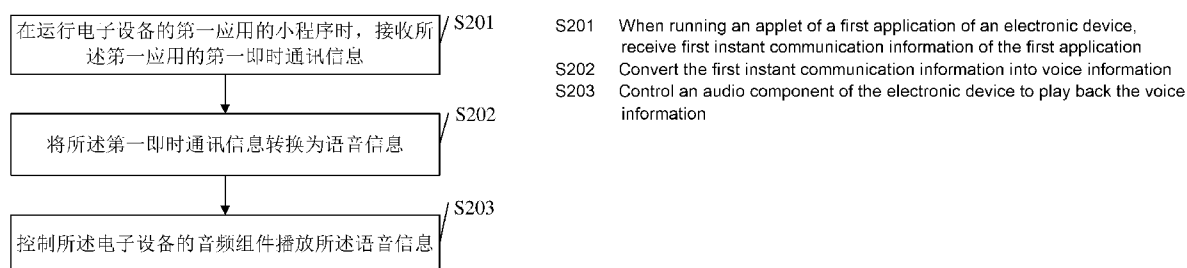 在运行电子设备的第一应用的小程序时，接收所
述第一应用的第一即时通讯信息
S201
将所述第一即时通讯信息转换为语音信息
S202
控制所述电子设备的音频组件播放所述语音信息
S203
S201 When running an applet of a first application of an electronic device,
receive first instant communication information of the first application
S202 Convert the first instant communication information into voice information
S203 Control an audio component of the electronic device to play back the voice
information